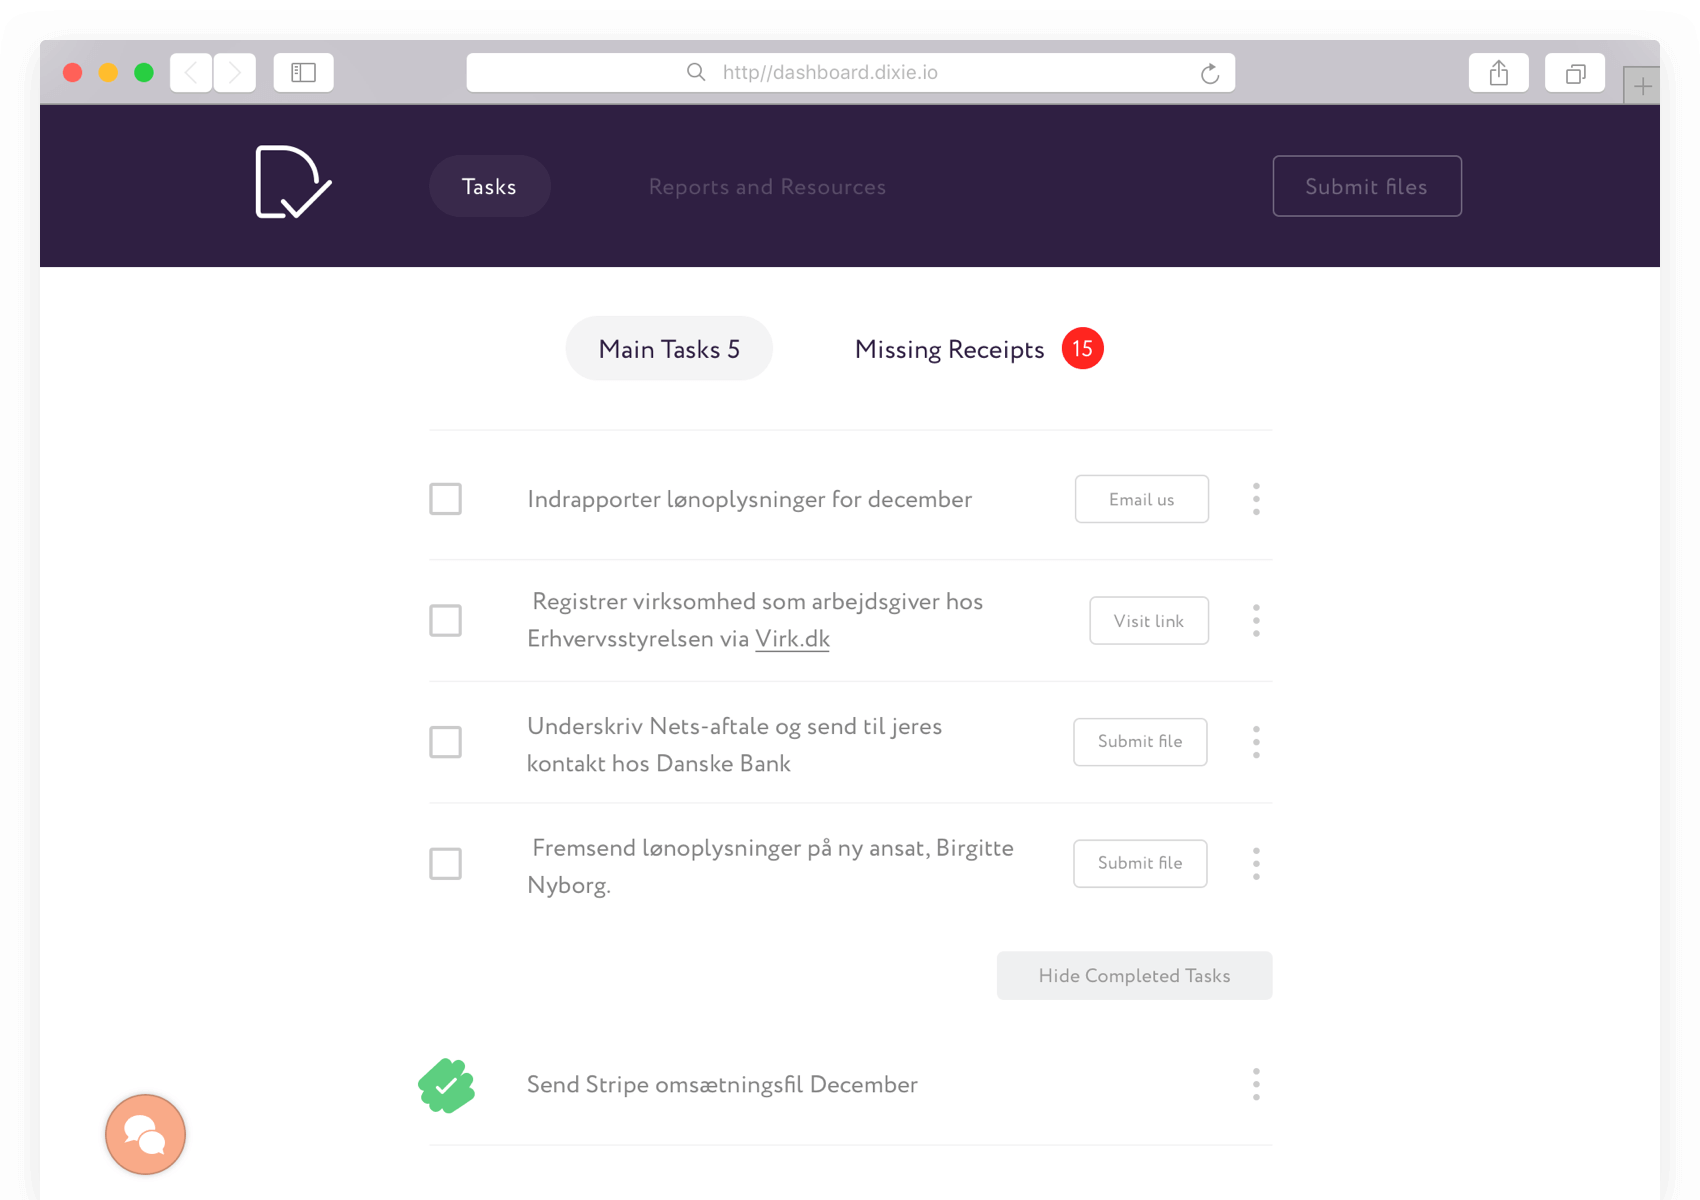 http//dashboard.dixie.io
Tasks
Reports and Resources
Submit files
Main Tasks 5
Missing Receipts
15
Indrapporter lønoplysninger for december
Email us
Registrer virksomhed som arbejdsgiver hos
Erhvervsstyrelsen via Virk.dk
Visit link
Underskriv Nets-aftale og send til jeres
kontakt hos Danske Bank
Submit file
Fremsend lønoplysninger på ny ansat, Birgitte
Nyborg.
Submit file
Hide Completed Tasks
Send Stripe omsætningsfil December